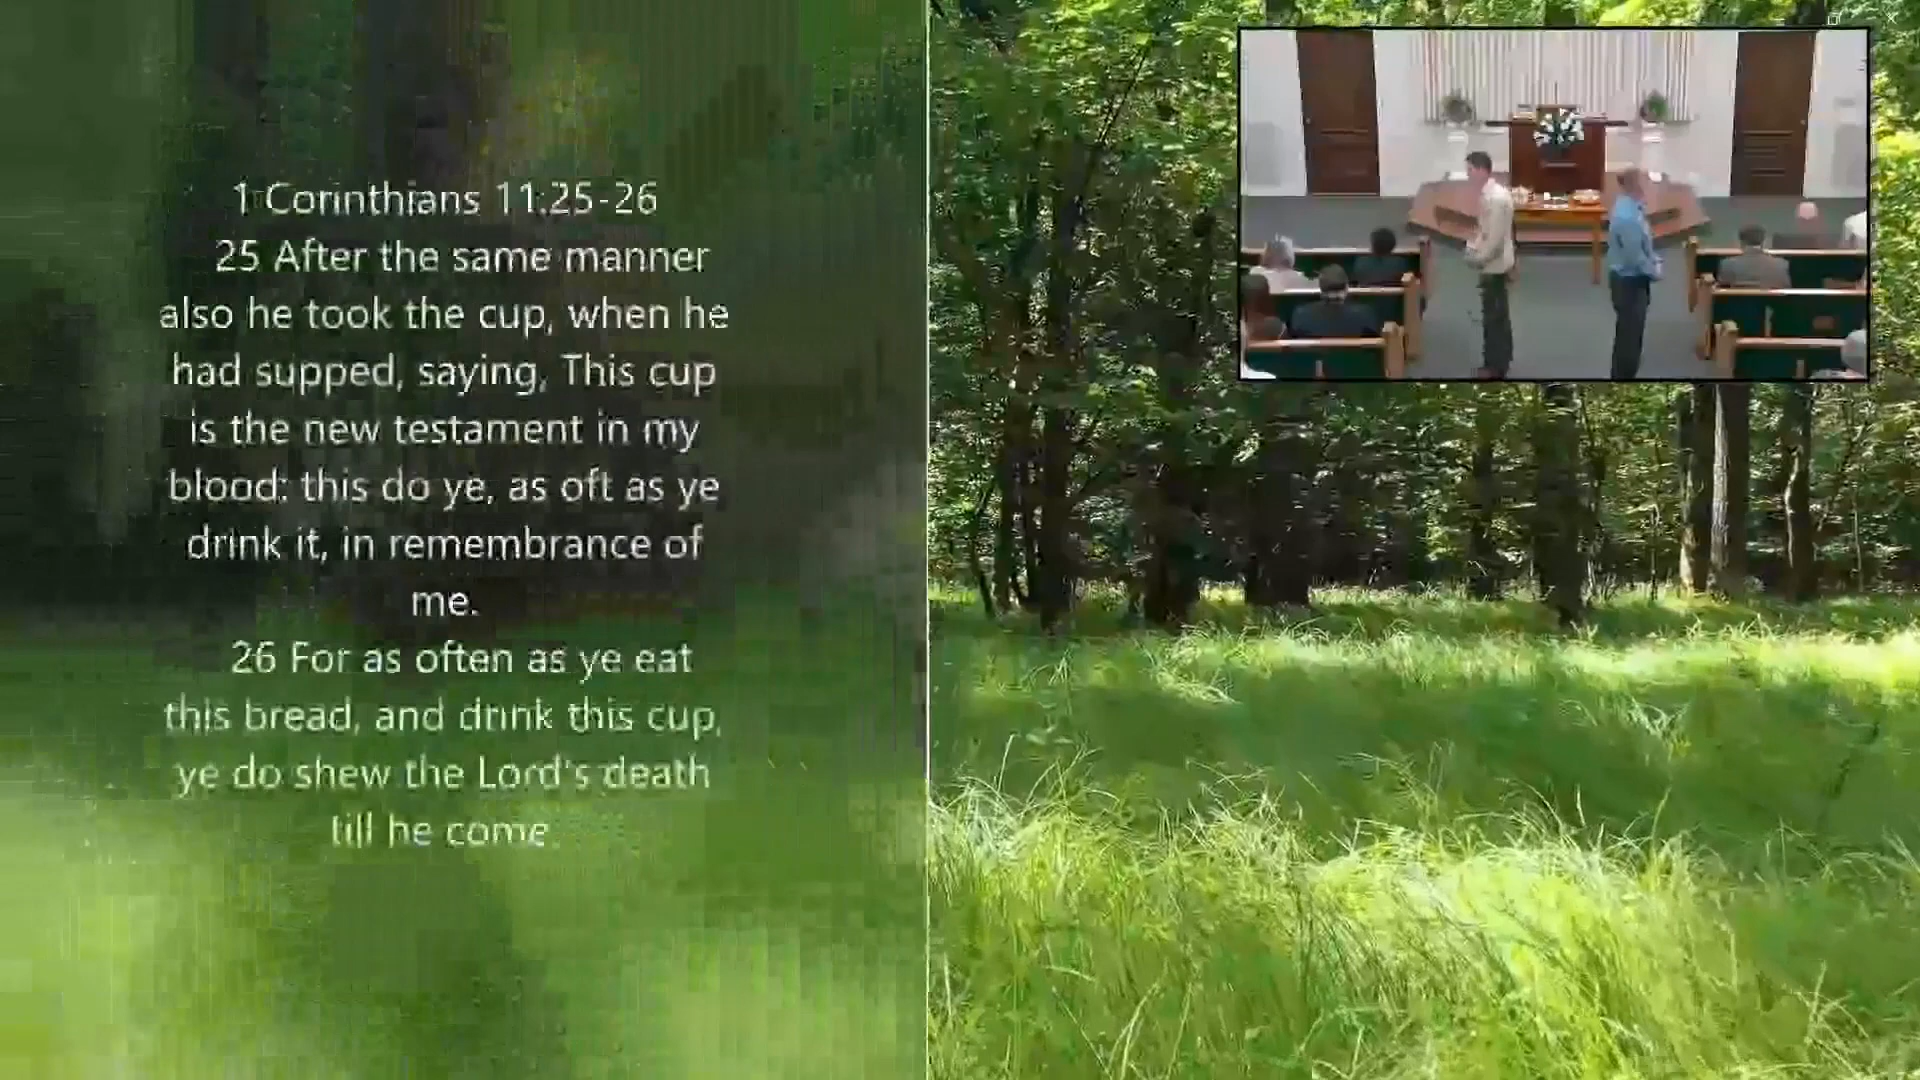 1 Corinthians 11:25-26
25 After the same manner
also he took the cup, when he
had supped, saying, This cup
is the new testament in my
blood: this do ye, as oft as ye
drink it, in remembrance of
me.
26 For as often as ye eat
this bread, and drink this cup,
ye do shew the Lord's death
till he come.